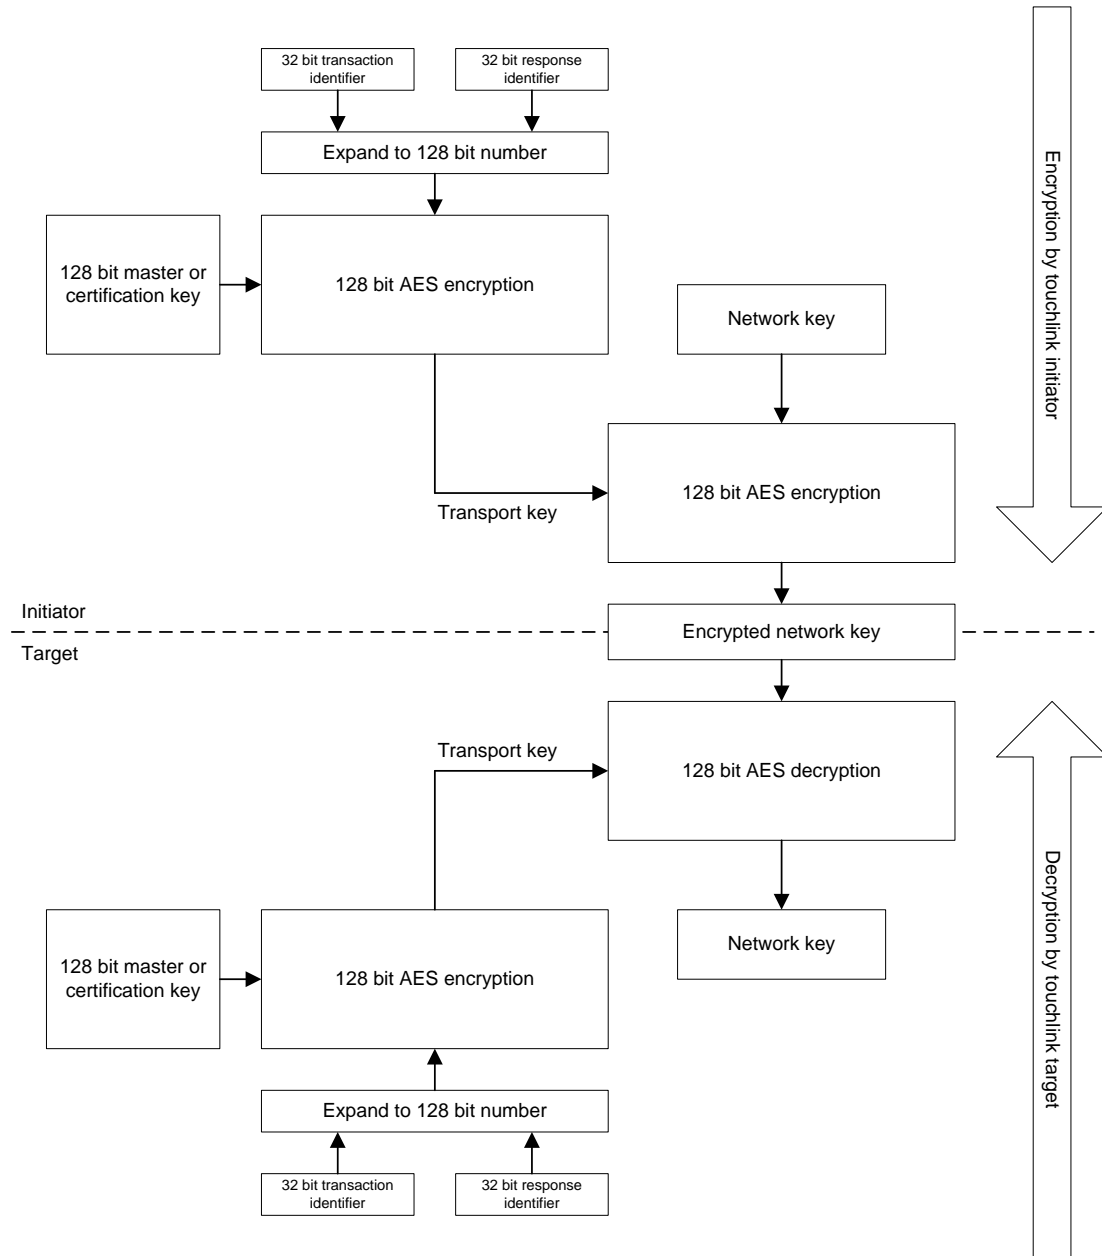 32 bit transaction
identifier
32 bit response
identifier
Expand to 128 bit number
128 bit master or
certification key
128 bit AES encryption
Network key
128 bit AES encryption
Transport key
Encryption by touchlink initiator
Initiator
Encrypted network key
Target
Transport key
128 bit AES decryption
128 bit master or
certification key
128 bit AES encryption
Network key
Expand to 128 bit number
32 bit transaction
identifier
32 bit response
identifier
Decryption by touchlink target